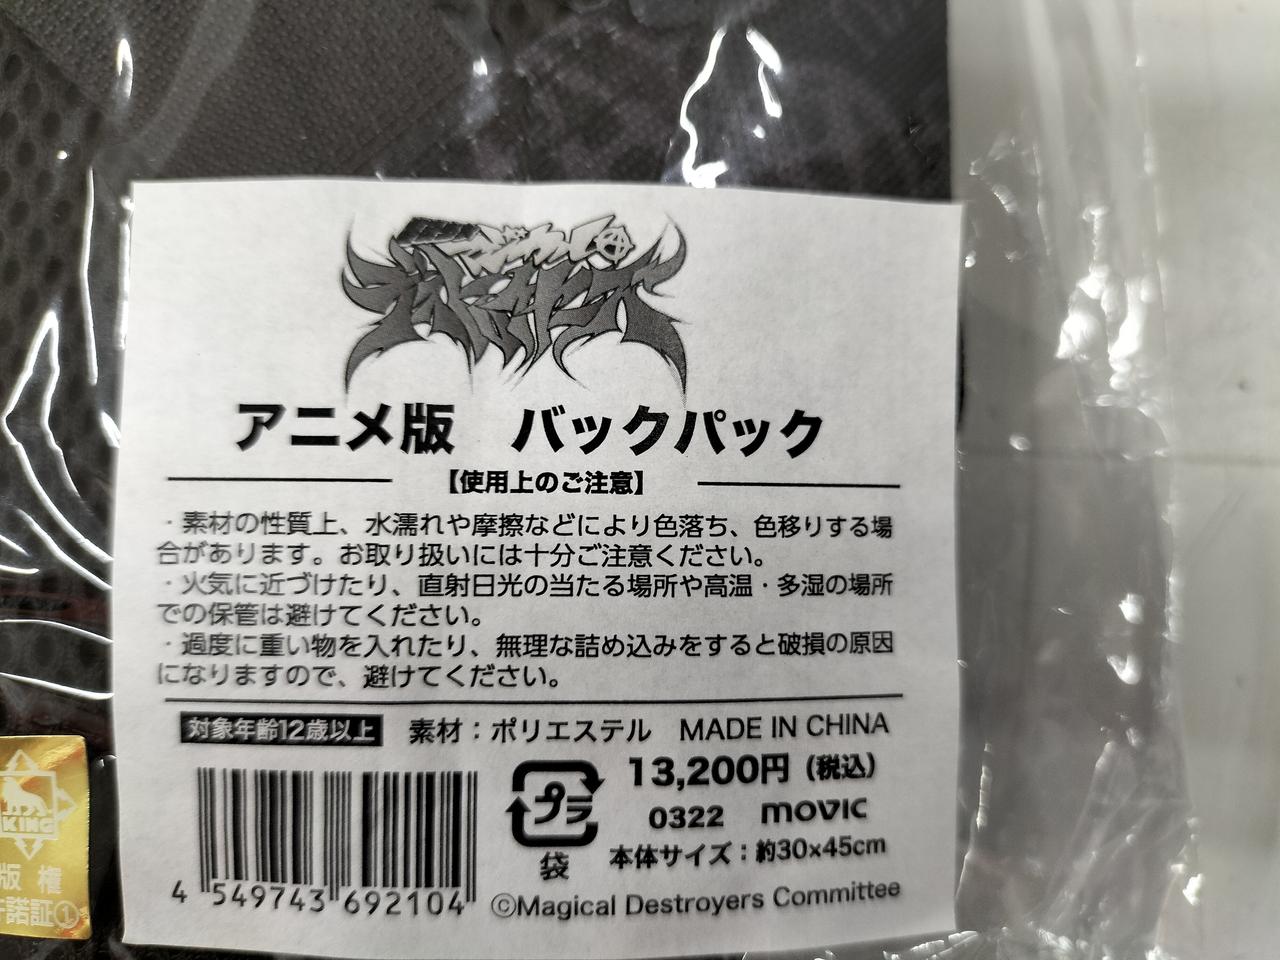 アニメ版　バックパック
【使用上のご注意】
・素材の性質上、水濡れや摩擦などにより色落ち、色移りする場
合があります。お取り扱いには十分ご注意ください。
・火気に近づけたり、直射日光の当たる場所や高温・多湿の場所
での保管は避けてください。
・過度に重い物を入れたり、無理な詰め込みをすると破損の原因
になりますので、避けてください。
対象年齢12歳以上 素材：ポリエステル MADE IN CHINA
13,200円（税込）
プラ
0322 movic
袋
本体サイズ：約30×45cm
4 549743 692104
©Magical Destroyers Committee
KING
版権
許諾証①